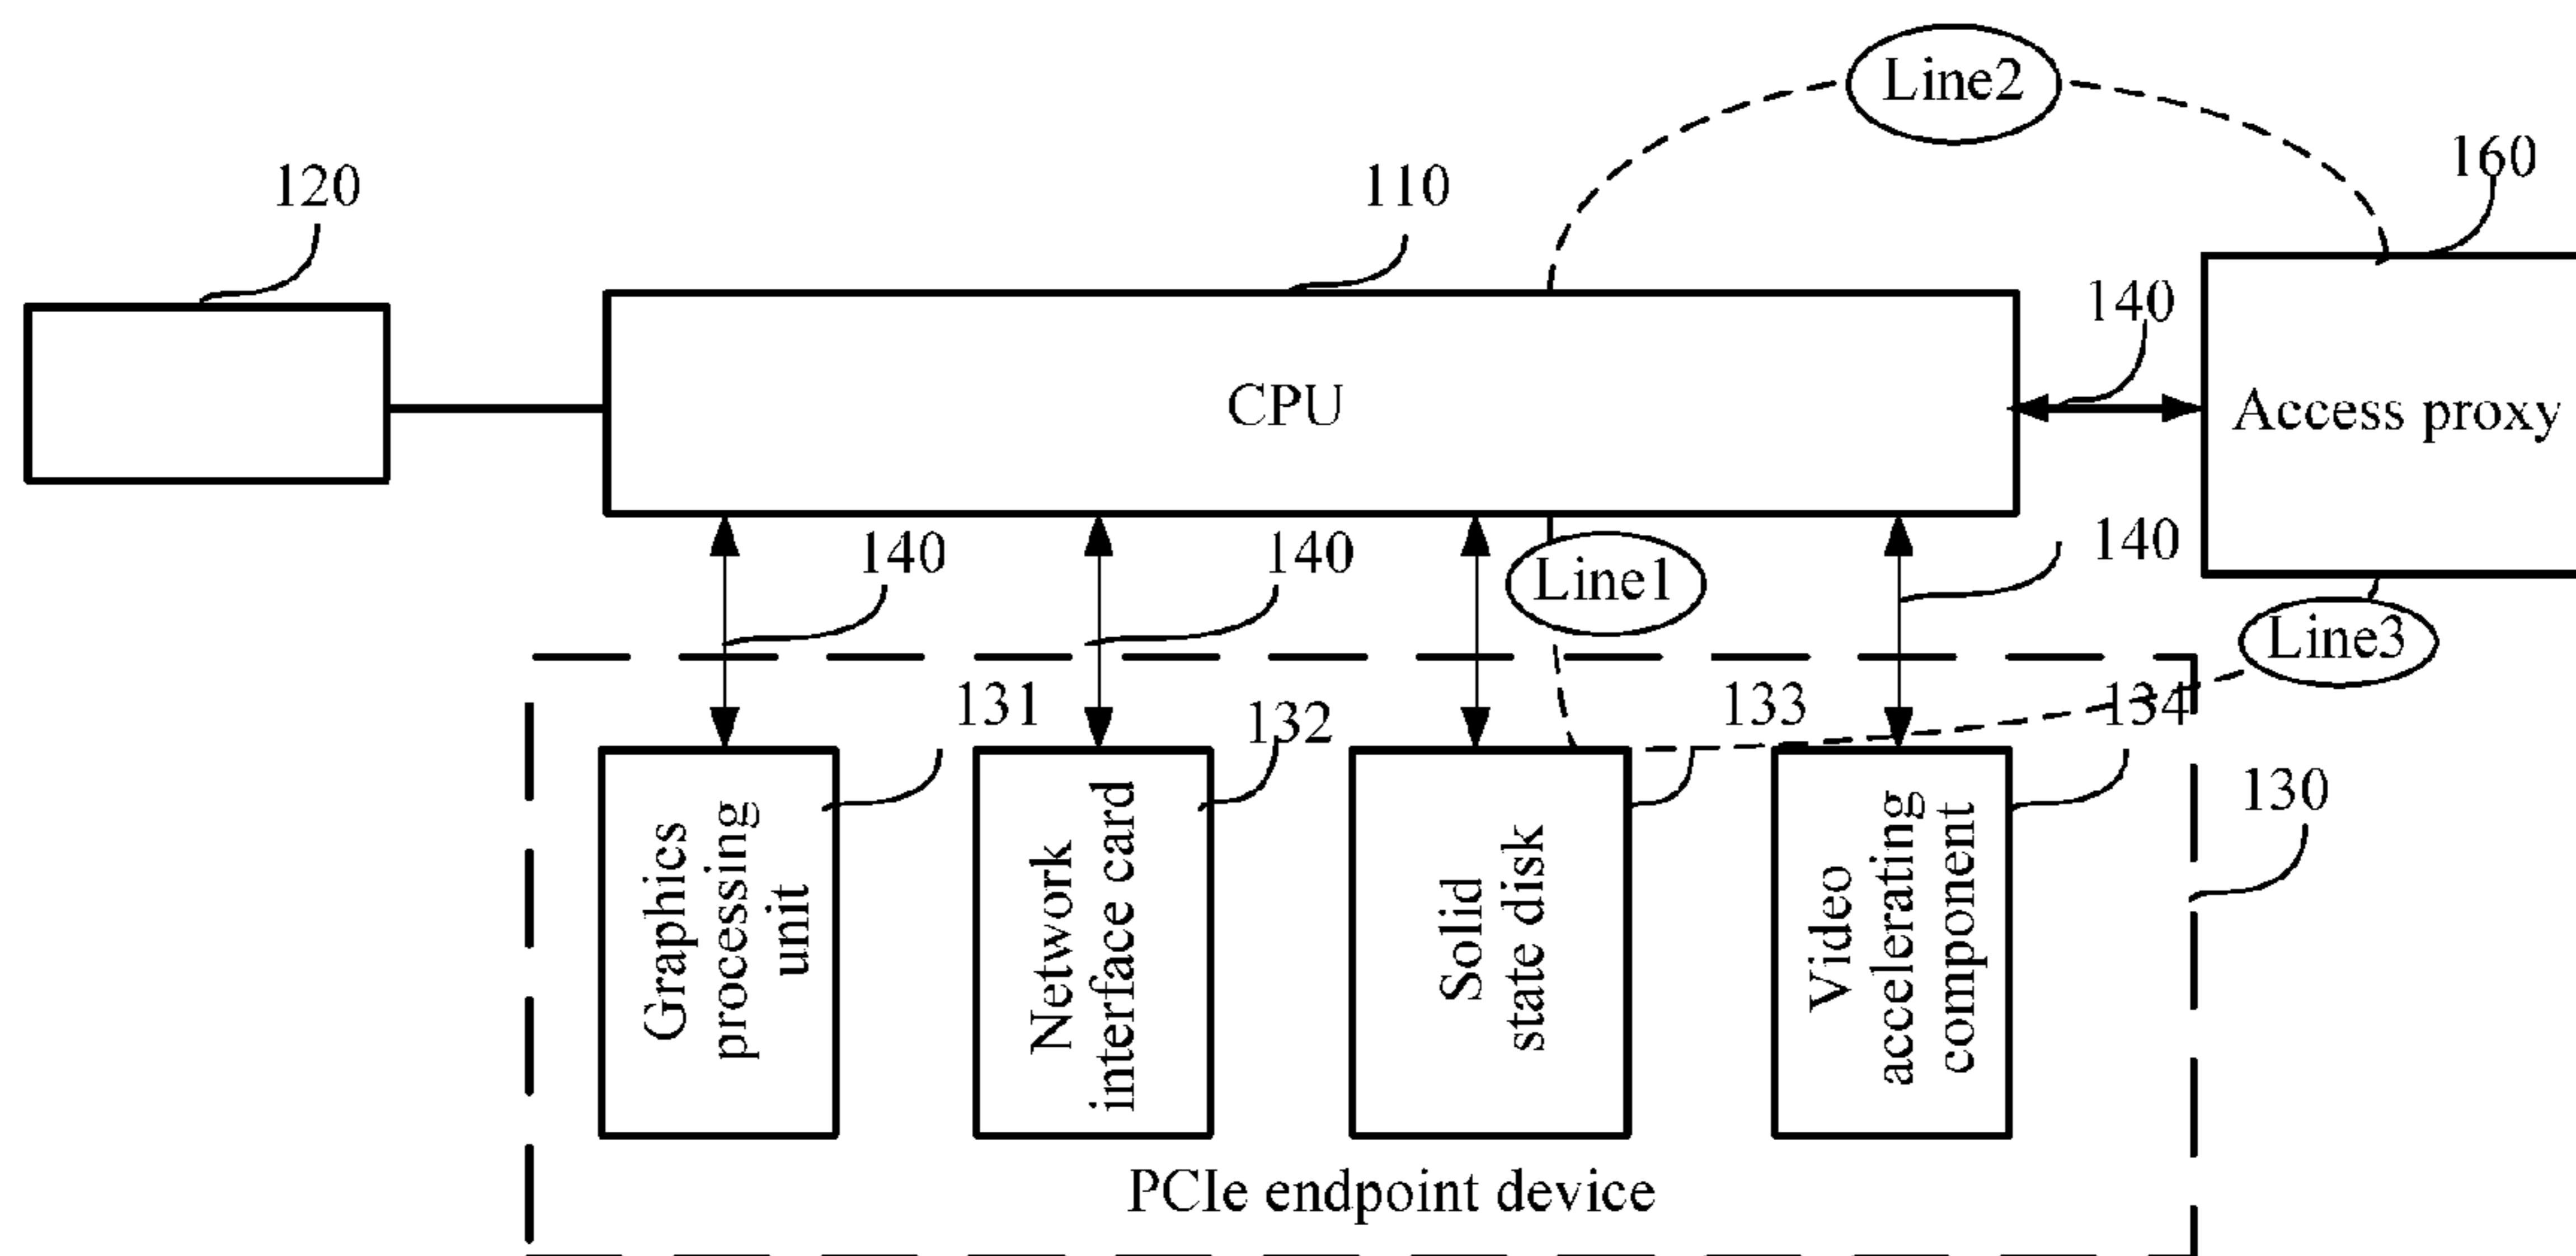 Line2
160
120
110
140
CPU
Access proxy
140
140
140
Line1
Line3
131
132
133
134
130
Graphics
processing
unit
Network
interface card
Solid
state disk
Video
accelerating
component
PCIe endpoint device